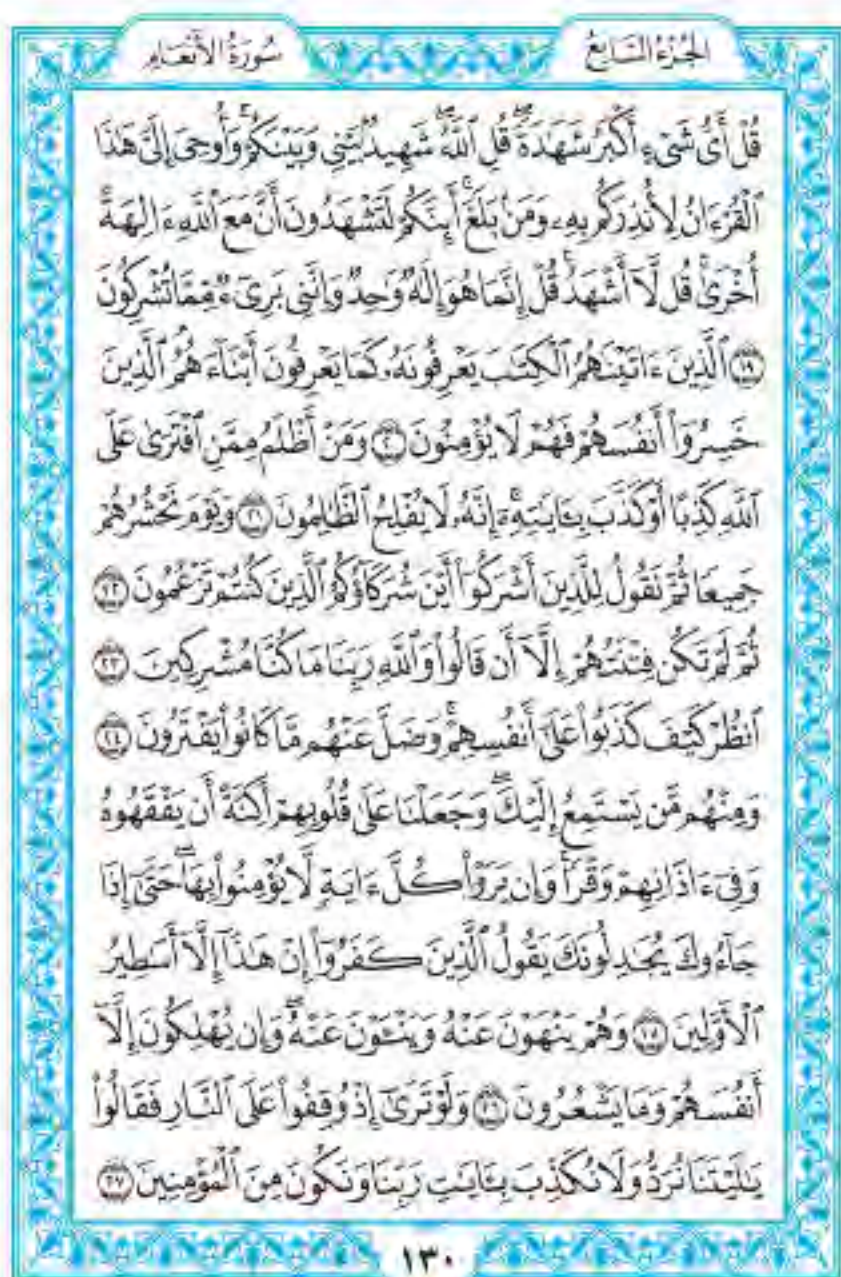 الجُزْءُ السَّابِعُ
سُورَةُ الأَنْعَامِ
قُلْ أَىُّ شَىْءٍ أَكْبَرُ شَهَٰدَةًۖ قُلِ ٱللَّهُۖ شَهِيدُۢ بَيْنِى وَبَيْنَكُمْۚ وَأُوحِىَ إِلَىَّ هَٰذَا
ٱلْقُرْءَانُ لِأُنذِرَكُم بِهِۦ وَمَنۢ بَلَغَۚ أَئِنَّكُمْ لَتَشْهَدُونَ أَنَّ مَعَ ٱللَّهِ ءَالِهَةً
أُخْرَىٰۚ قُل لَّآ أَشْهَدُۚ قُلْ إِنَّمَا هُوَ إِلَٰهٌ وَٰحِدٌ وَإِنَّنِى بَرِىٓءٌ مِّمَّا تُشْرِكُونَ
١٩ ٱلَّذِينَ ءَاتَيْنَٰهُمُ ٱلْكِتَٰبَ يَعْرِفُونَهُۥ كَمَا يَعْرِفُونَ أَبْنَآءَهُمُ ٱلَّذِينَ
خَسِرُوٓا۟ أَنفُسَهُمْ فَهُمْ لَا يُؤْمِنُونَ ٢٠ وَمَنْ أَظْلَمُ مِمَّنِ ٱفْتَرَىٰ عَلَى
ٱللَّهِ كَذِبًا أَوْ كَذَّبَ بِـَٔايَٰتِهِۦٓۚ إِنَّهُۥ لَا يُفْلِحُ ٱلظَّٰلِمُونَ ٢١ وَيَوْمَ نَحْشُرُهُمْ
جَمِيعًا ثُمَّ نَقُولُ لِلَّذِينَ أَشْرَكُوٓا۟ أَيْنَ شُرَكَآؤُكُمُ ٱلَّذِينَ كُنتُمْ تَزْعُمُونَ ٢٢
ثُمَّ لَمْ تَكُن فِتْنَتُهُمْ إِلَّآ أَن قَالُوا۟ وَٱللَّهِ رَبِّنَا مَا كُنَّا مُشْرِكِينَ ٢٣
ٱنظُرْ كَيْفَ كَذَبُوا۟ عَلَىٰٓ أَنفُسِهِمْۚ وَضَلَّ عَنْهُم مَّا كَانُوا۟ يَفْتَرُونَ ٢٤
وَمِنْهُم مَّن يَسْتَمِعُ إِلَيْكَۖ وَجَعَلْنَا عَلَىٰ قُلُوبِهِمْ أَكِنَّةً أَن يَفْقَهُوهُ
وَفِىٓ ءَاذَانِهِمْ وَقْرًاۚ وَإِن يَرَوْا۟ كُلَّ ءَايَةٍ لَّا يُؤْمِنُوا۟ بِهَاۖ حَتَّىٰٓ إِذَا
جَآءُوكَ يُجَٰدِلُونَكَ يَقُولُ ٱلَّذِينَ كَفَرُوٓا۟ إِنْ هَٰذَآ إِلَّآ أَسَٰطِيرُ
ٱلْأَوَّلِينَ ٢٥ وَهُمْ يَنْهَوْنَ عَنْهُ وَيَنْـَٔوْنَ عَنْهُۖ وَإِن يُهْلِكُونَ إِلَّآ
أَنفُسَهُمْ وَمَا يَشْعُرُونَ ٢٦ وَلَوْ تَرَىٰٓ إِذْ وُقِفُوا۟ عَلَى ٱلنَّارِ فَقَالُوا۟
يَٰلَيْتَنَا نُرَدُّ وَلَا نُكَذِّبَ بِـَٔايَٰتِ رَبِّنَا وَنَكُونَ مِنَ ٱلْمُؤْمِنِينَ ٢٧
١٣٠